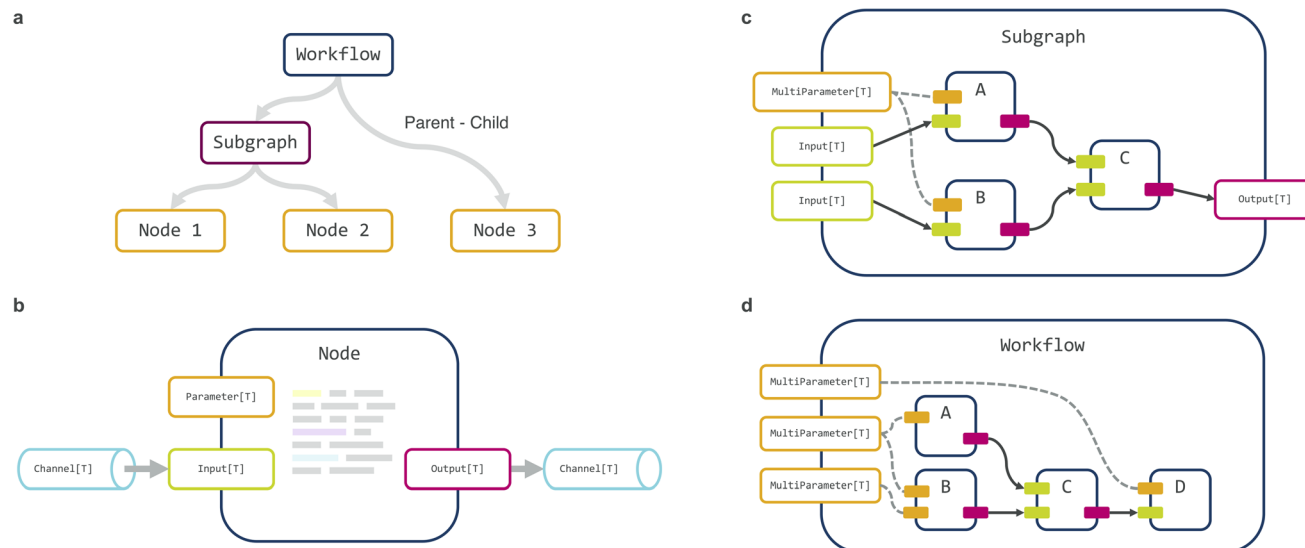 a
Workflow
Parent - Child
Subgraph
Node 1
Node 2
Node 3
b
Node
Parameter[T]
Channel[T]
Input[T]
Output[T]
Channel[T]
c
Subgraph
MultiParameter[T]
A
Input[T]
C
Input[T]
B
Output[T]
d
Workflow
MultiParameter[T]
A
MultiParameter[T]
MultiParameter[T]
B
C
D